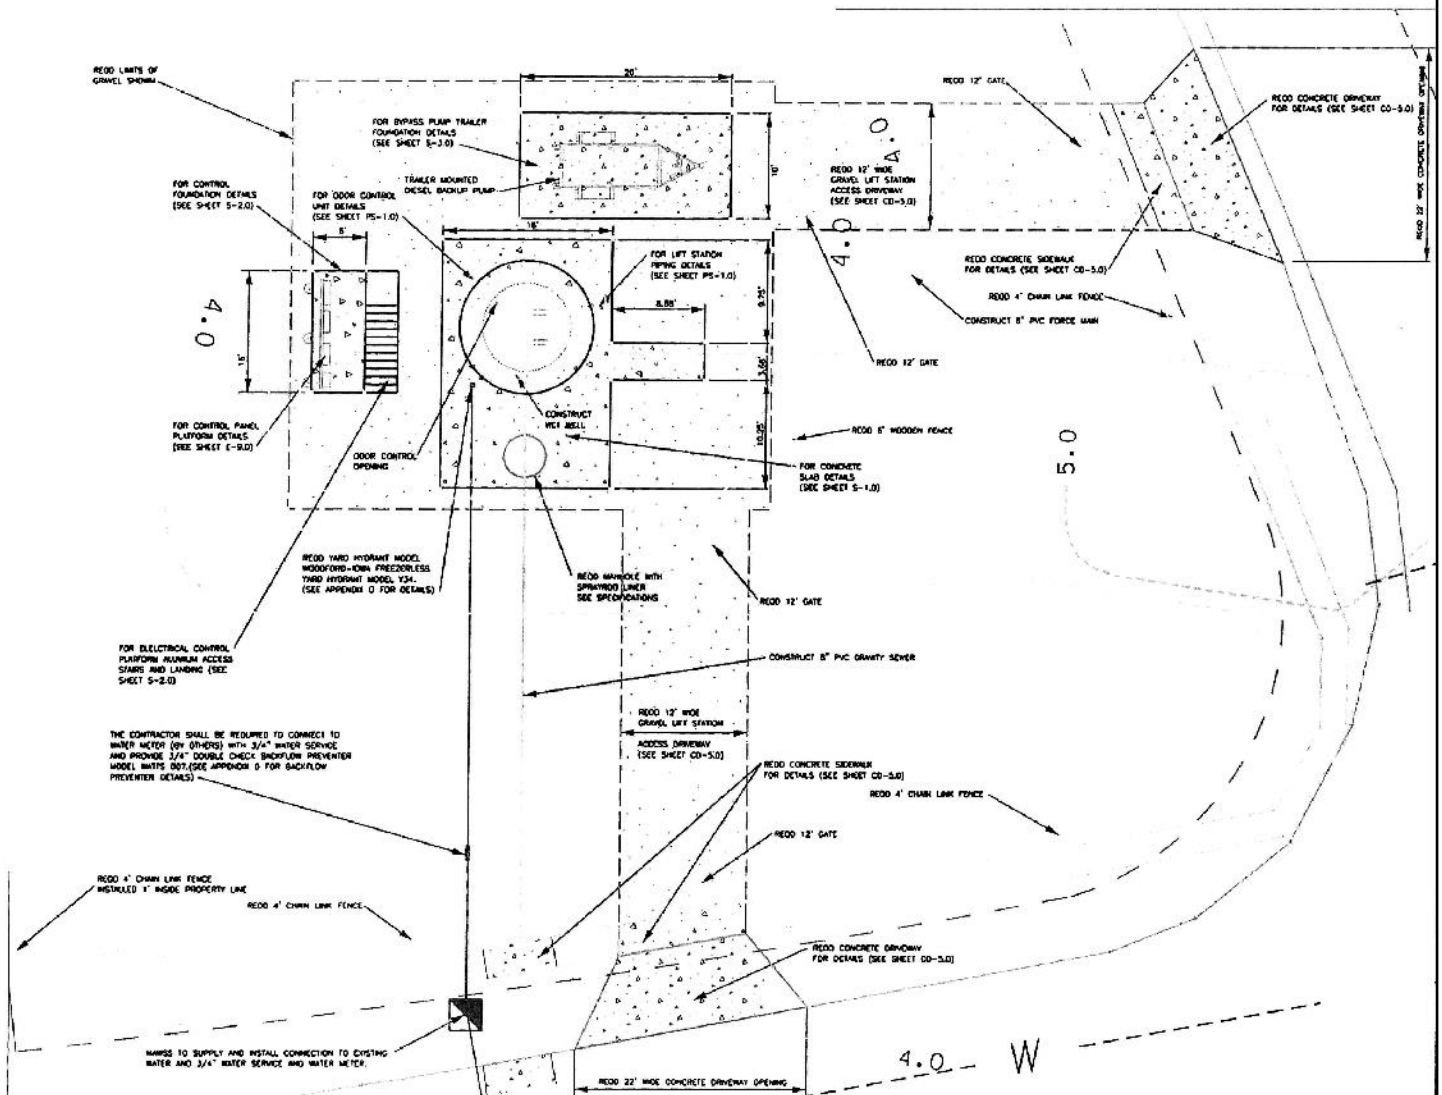 REQD LIMITS OF
GRAVEL SHOWN
20'
REQD 12' GATE
REQD CONCRETE DRIVEWAY
FOR DETAILS (SEE SHEET CD-5.0)
REQD 22' WIDE CONCRETE DRIVEWAY OPENING
FOR BYPASS PUMP TRAILER
FOUNDATION DETAILS
(SEE SHEET S-3.0)
TRAILER MOUNTED
DIESEL BACKUP PUMP
10'
4.0
REQD 12' WIDE
GRAVEL LIFT STATION
ACCESS DRIVEWAY
(SEE SHEET CD-5.0)
FOR CONTROL
FOUNDATION DETAILS
(SEE SHEET S-2.0)
FOR ODOR CONTROL
UNIT DETAILS
(SEE SHEET PS-1.0)
16'
4.0
FOR LIFT STATION
PIPING DETAILS
(SEE SHEET PS-1.0)
REQD CONCRETE SIDEWALK
FOR DETAILS (SEE SHEET CD-5.0)
REQD 4' CHAIN LINK FENCE
CONSTRUCT 8" PVC FORCE MAIN
4.0
8.88'
9.75'
REQD 12' GATE
10.25'
CONSTRUCT
WET WELL
FOR CONTROL PANEL
PLATFORM DETAILS
(SEE SHEET E-9.0)
ODOR CONTROL
OPENING
REQD 6' WOODEN FENCE
5.0
FOR CONCRETE
SLAB DETAILS
(SEE SHEET S-1.0)
REQD YARD HYDRANT MODEL
WOODFORD-IOWA FREEZERLESS
YARD HYDRANT MODEL Y34.
(SEE APPENDIX D FOR DETAILS)
REQD MANHOLE WITH
SPRAYROQ LINER
SEE SPECIFICATIONS
REQD 12' GATE
FOR ELELCTRICAL CONTROL
PLATFORM ALUMIUM ACCESS
STAIRS AND LANDING (SEE
SHEET S-2.0)
CONSTRUCT 8" PVC GRAVITY SEWER
REQD 12' WIDE
GRAVEL LIFT STATION
ACCESS DRIVEWAY
(SEE SHEET CD-5.0)
THE CONTRACTOR SHALL BE REQUIRED TO CONNECT TO
WATER METER (BY OTHERS) WITH 3/4" WATER SERVICE
AND PROVIDE 3/4" DOUBLE CHECK BACKFLOW PREVENTER
MODEL WATTS 007.(SEE APPENDIX D FOR BACKFLOW
PREVENTER DETAILS)
REQD CONCRETE SIDEWALK
FOR DETAILS (SEE SHEET CD-5.0)
REQD 4' CHAIN LINK FENCE
REQD 12' GATE
REQD 4' CHAIN LINK FENCE
INSTALLED 1' INSIDE PROPERTY LINE
REQD 4' CHAIN LINK FENCE
REQD CONCRETE DRIVEWAY
FOR DETAILS (SEE SHEET CD-5.0)
MAWSS TO SUPPLY AND INSTALL CONNECTION TO EXISTING
WATER AND 3/4" WATER SERVICE AND WATER METER.
4.0
W
REQD 22' WIDE CONCRETE DRIVEWAY OPENING